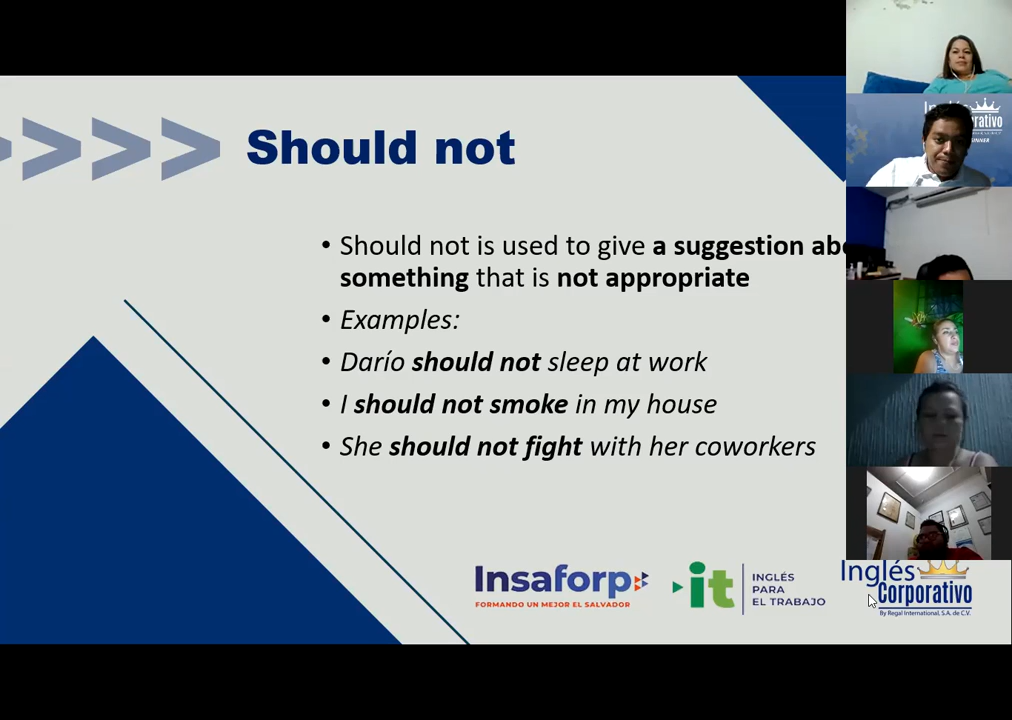 Should not
• Should not is used to give a suggestion
something that is not appropriate
• Examples:
• Darío should not sleep at work
• I should not smoke in my house
• She should not fight with her coworkers
Insaforp
FORMANDO UN MEJOR EL SALVADOR
it
INGLÉS
PARA
EL TRABAJO
Inglés
Corporativo
By Regal International, S.A. de C.V.